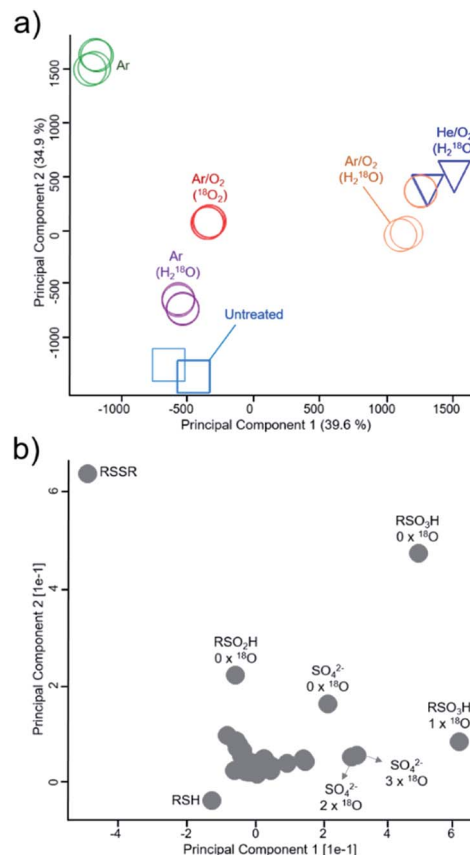 a)
Ar
He/O₂
(H₂¹⁸O
Ar/O₂
(H₂¹⁸O)
Ar/O₂
(¹⁸O₂)
Ar
(H₂¹⁸O)
Untreated
Principal Component 2 (34.9 %)
1500
1000
500
0
-500
-1000
-1000
-500
0
500
1000
1500
Principal Component 1 (39.6 %)
b)
RSSR
RSO₃H
0 x ¹⁸O
RSO₂H
0 x ¹⁸O
SO₄²⁻
0 x ¹⁸O
RSO₃H
1 x ¹⁸O
SO₄²⁻
3 x ¹⁸O
SO₄²⁻
2 x ¹⁸O
RSH
Principal Component 2 [1e-1]
6
4
2
0
-4
-2
0
2
4
6
Principal Component 1 [1e-1]